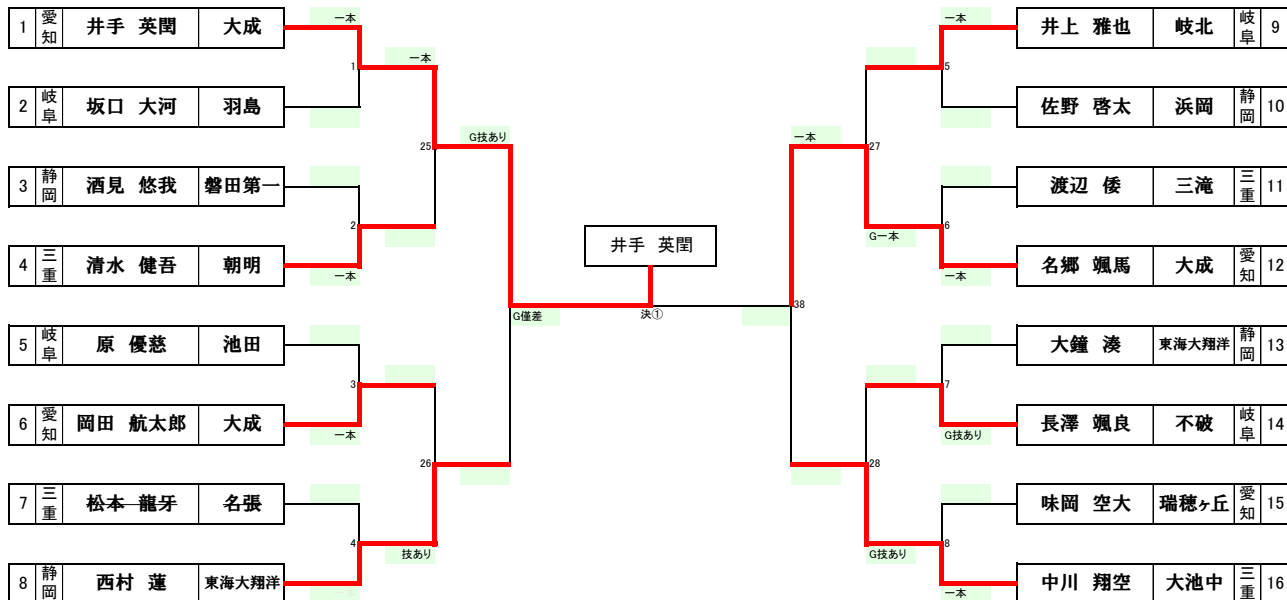 1 愛知 井手 英閏 大成
一本
1
一本
2 岐阜 坂口 大河 羽島
25
G技あり
3 静岡 酒見 悠我 磐田第一
2
4 三重 清水 健吾 朝明
一本
井手 英閏
G僅差
決①
5 岐阜 原 優慈 池田
3
6 愛知 岡田 航太郎 大成
一本
26
7 三重 松本 龍牙 名張
4
技あり
8 静岡 西村 蓮 東海大翔洋
一本
一本
井上 雅也 岐北 岐阜 9
5
佐野 啓太 浜岡 静岡 10
一本
27
渡辺 倭 三滝 三重 11
G一本
6
名郷 颯馬 大成 愛知 12
一本
38
大鐘 湊 東海大翔洋 静岡 13
7
長澤 颯良 不破 岐阜 14
G技あり
28
味岡 空大 瑞穂ヶ丘 愛知 15
G技あり
8
中川 翔空 大池中 三重 16
一本